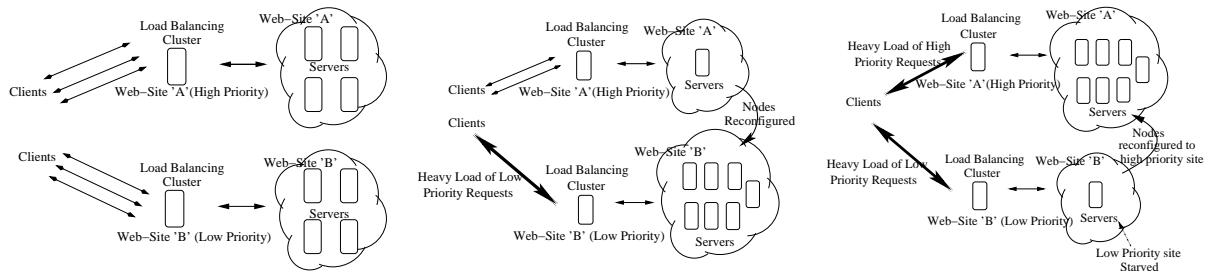 Web−Site 'A'
Load Balancing
Cluster
Servers
Clients
Web−Site 'A'(High Priority)
Clients
Load Balancing
Cluster
Web−Site 'B'
Servers
Web−Site 'B' (Low Priority)
Load Balancing
Cluster
Web−Site 'A'
Clients
Web−Site 'A'(High Priority)
Servers
Nodes
Reconfigured
Clients
Web−Site 'B'
Heavy Load of Low
Priority Requests
Load Balancing
Cluster
Web−Site 'B' (Low Priority)
Servers
Web−Site 'A'
Load Balancing
Cluster
Heavy Load of High
Priority Requests
Web−Site 'A'(High Priority)
Clients
Servers
Nodes
reconfigured to
high priority site
Heavy Load of Low
Priority Requests
Load Balancing
Cluster
Web−Site 'B'
Servers
Web−Site 'B' (Low Priority)
Low Priority site
Starved